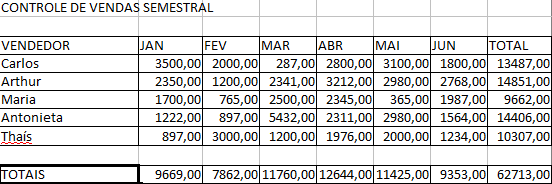 CONTROLE DE VENDAS SEMESTRAL
VENDEDOR JAN FEV MAR ABR MAI JUN TOTAL
Carlos 3500,00 2000,00 287,00 2800,00 3100,00 1800,00 13487,00
Arthur 2350,00 1200,00 2341,00 3212,00 2980,00 2768,00 14851,00
Maria 1700,00 765,00 2500,00 2345,00 365,00 1987,00 9662,00
Antonieta 1222,00 897,00 5432,00 2311,00 2980,00 1564,00 14406,00
Thaís 897,00 3000,00 1200,00 1976,00 2000,00 1234,00 10307,00
TOTAIS 9669,00 7862,00 11760,00 12644,00 11425,00 9353,00 62713,00